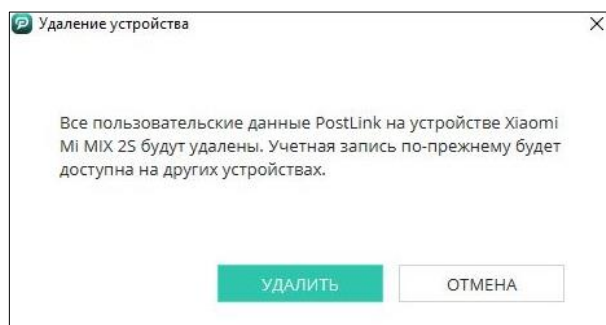 Удаление устройства
Все пользовательские данные PostLink на устройстве Xiaomi
Mi MIX 2S будут удалены. Учетная запись по-прежнему будет
доступна на других устройствах.
УДАЛИТЬ
ОТМЕНА